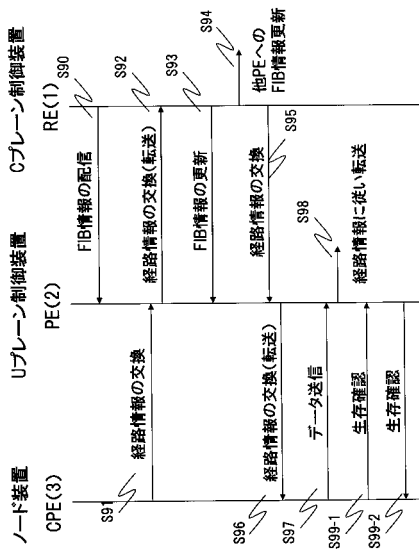 ノード装置
Uプレーン制御装置
Cプレーン制御装置
CPE(3)
PE(2)
RE(1)
S90
FIB情報の配信
S91
経路情報の交換
S92
経路情報の交換(転送)
S93
FIB情報の更新
S94
他PEへの
FIB情報更新
S95
経路情報の交換
S96
経路情報の交換(転送)
S97
データ送信
S98
経路情報に従い転送
S99-1
生存確認
S99-2
生存確認